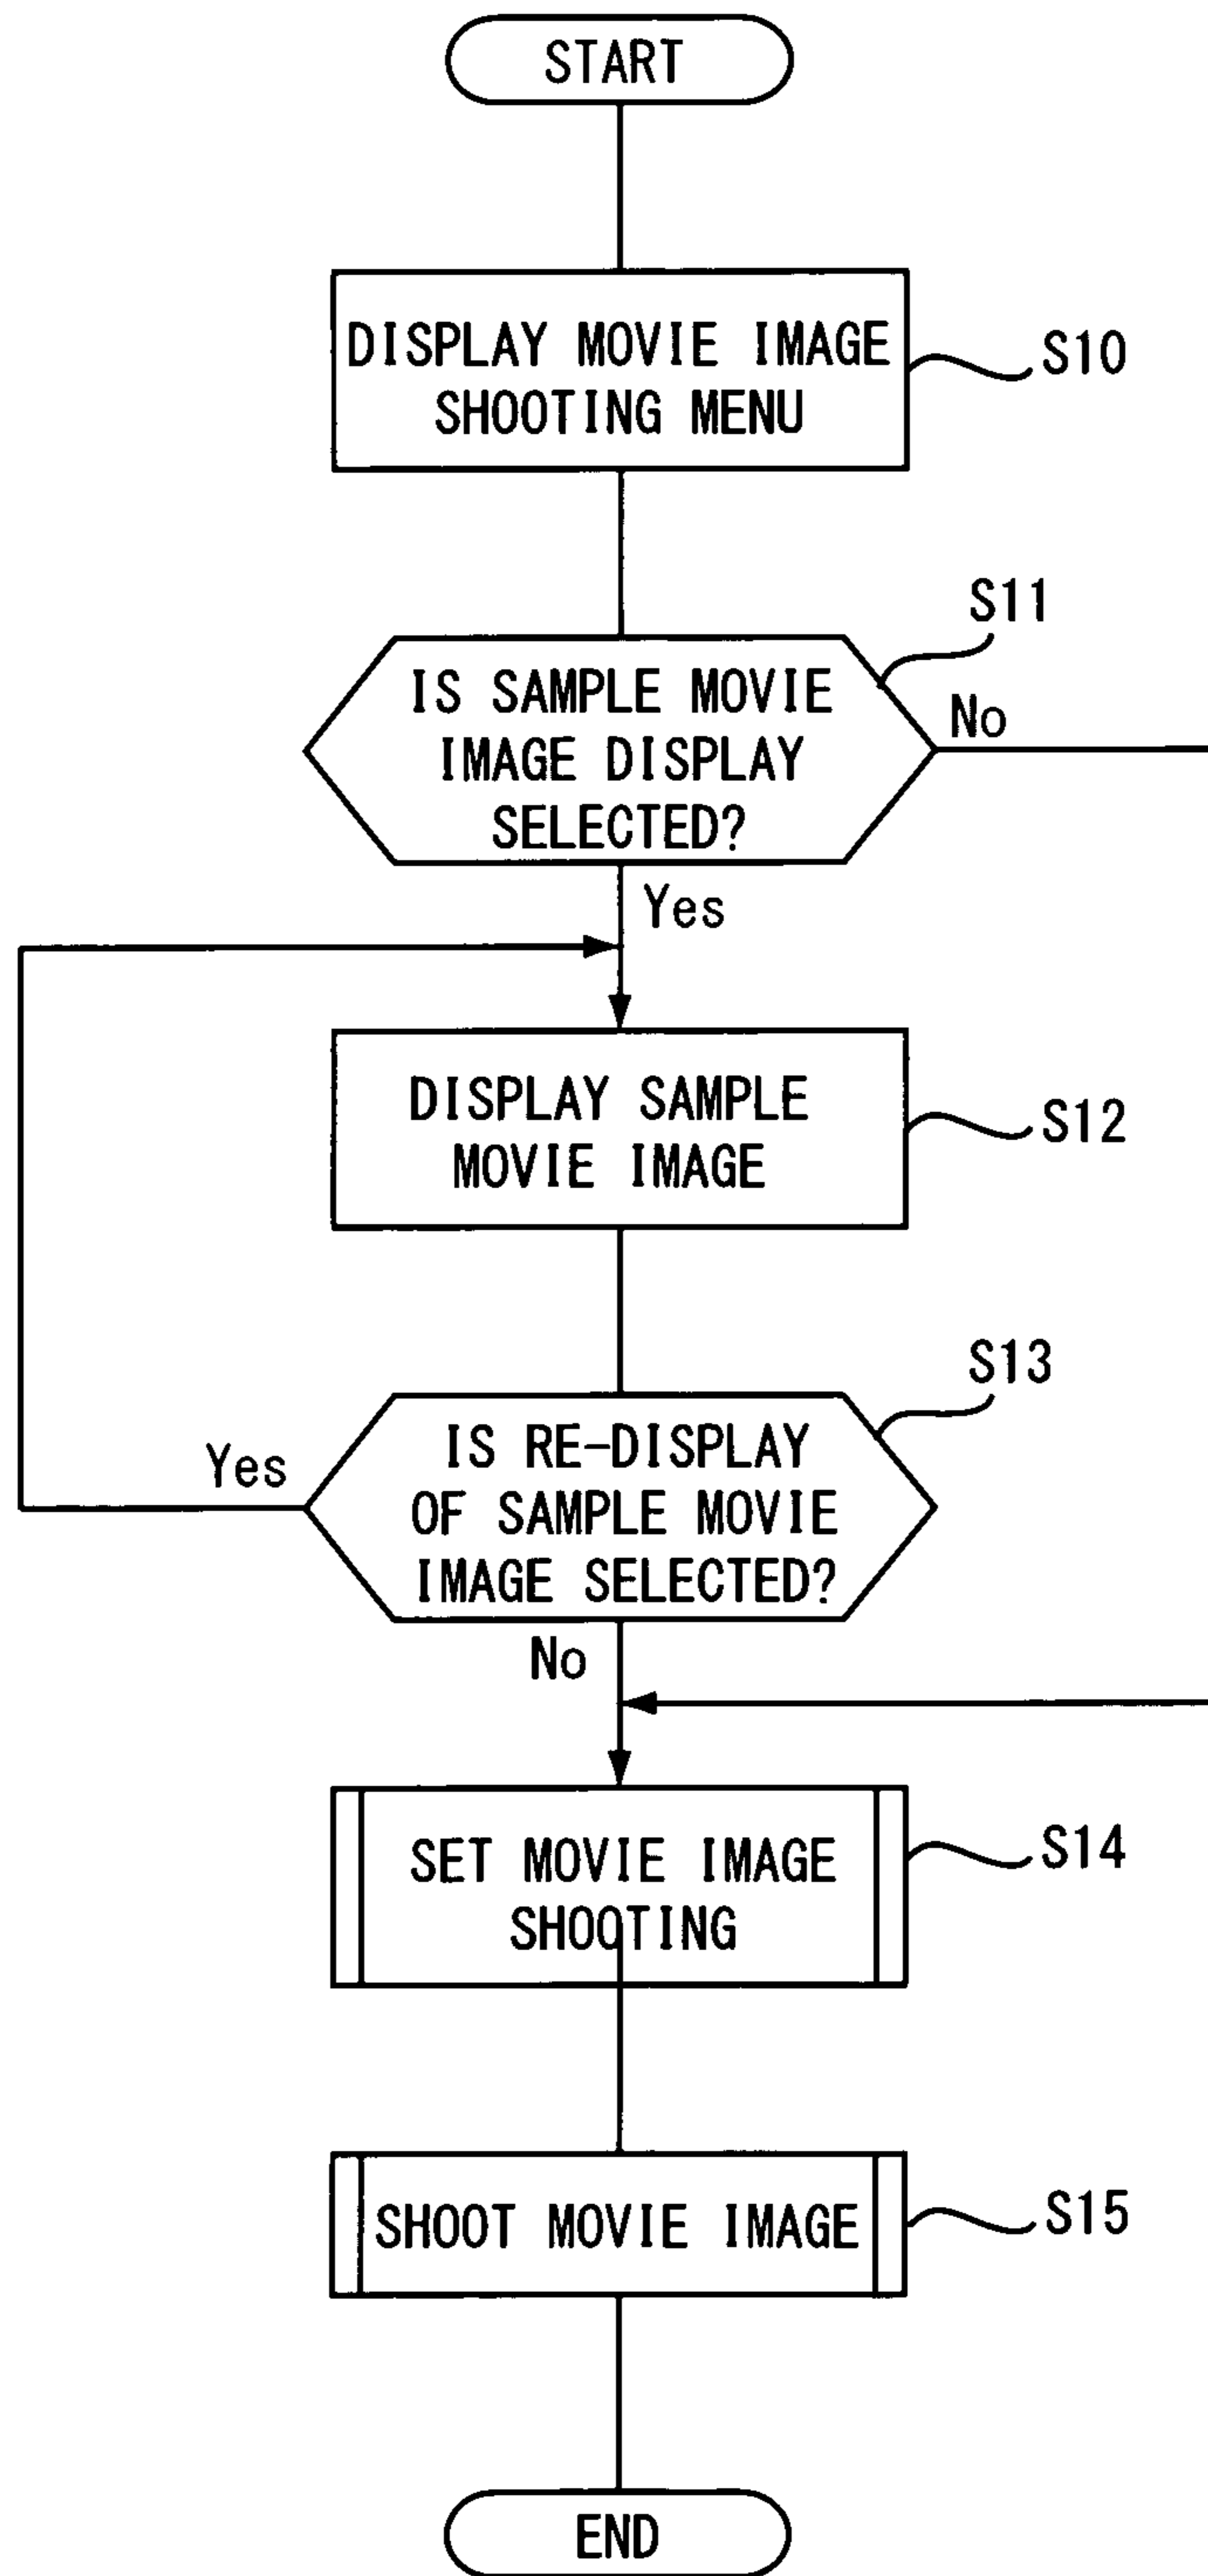 START
DISPLAY MOVIE IMAGE
SHOOTING MENU
S10
S11
IS SAMPLE MOVIE
IMAGE DISPLAY
SELECTED?
No
Yes
DISPLAY SAMPLE
MOVIE IMAGE
S12
S13
IS RE-DISPLAY
OF SAMPLE MOVIE
IMAGE SELECTED?
Yes
No
SET MOVIE IMAGE
SHOOTING
S14
SHOOT MOVIE IMAGE
S15
END